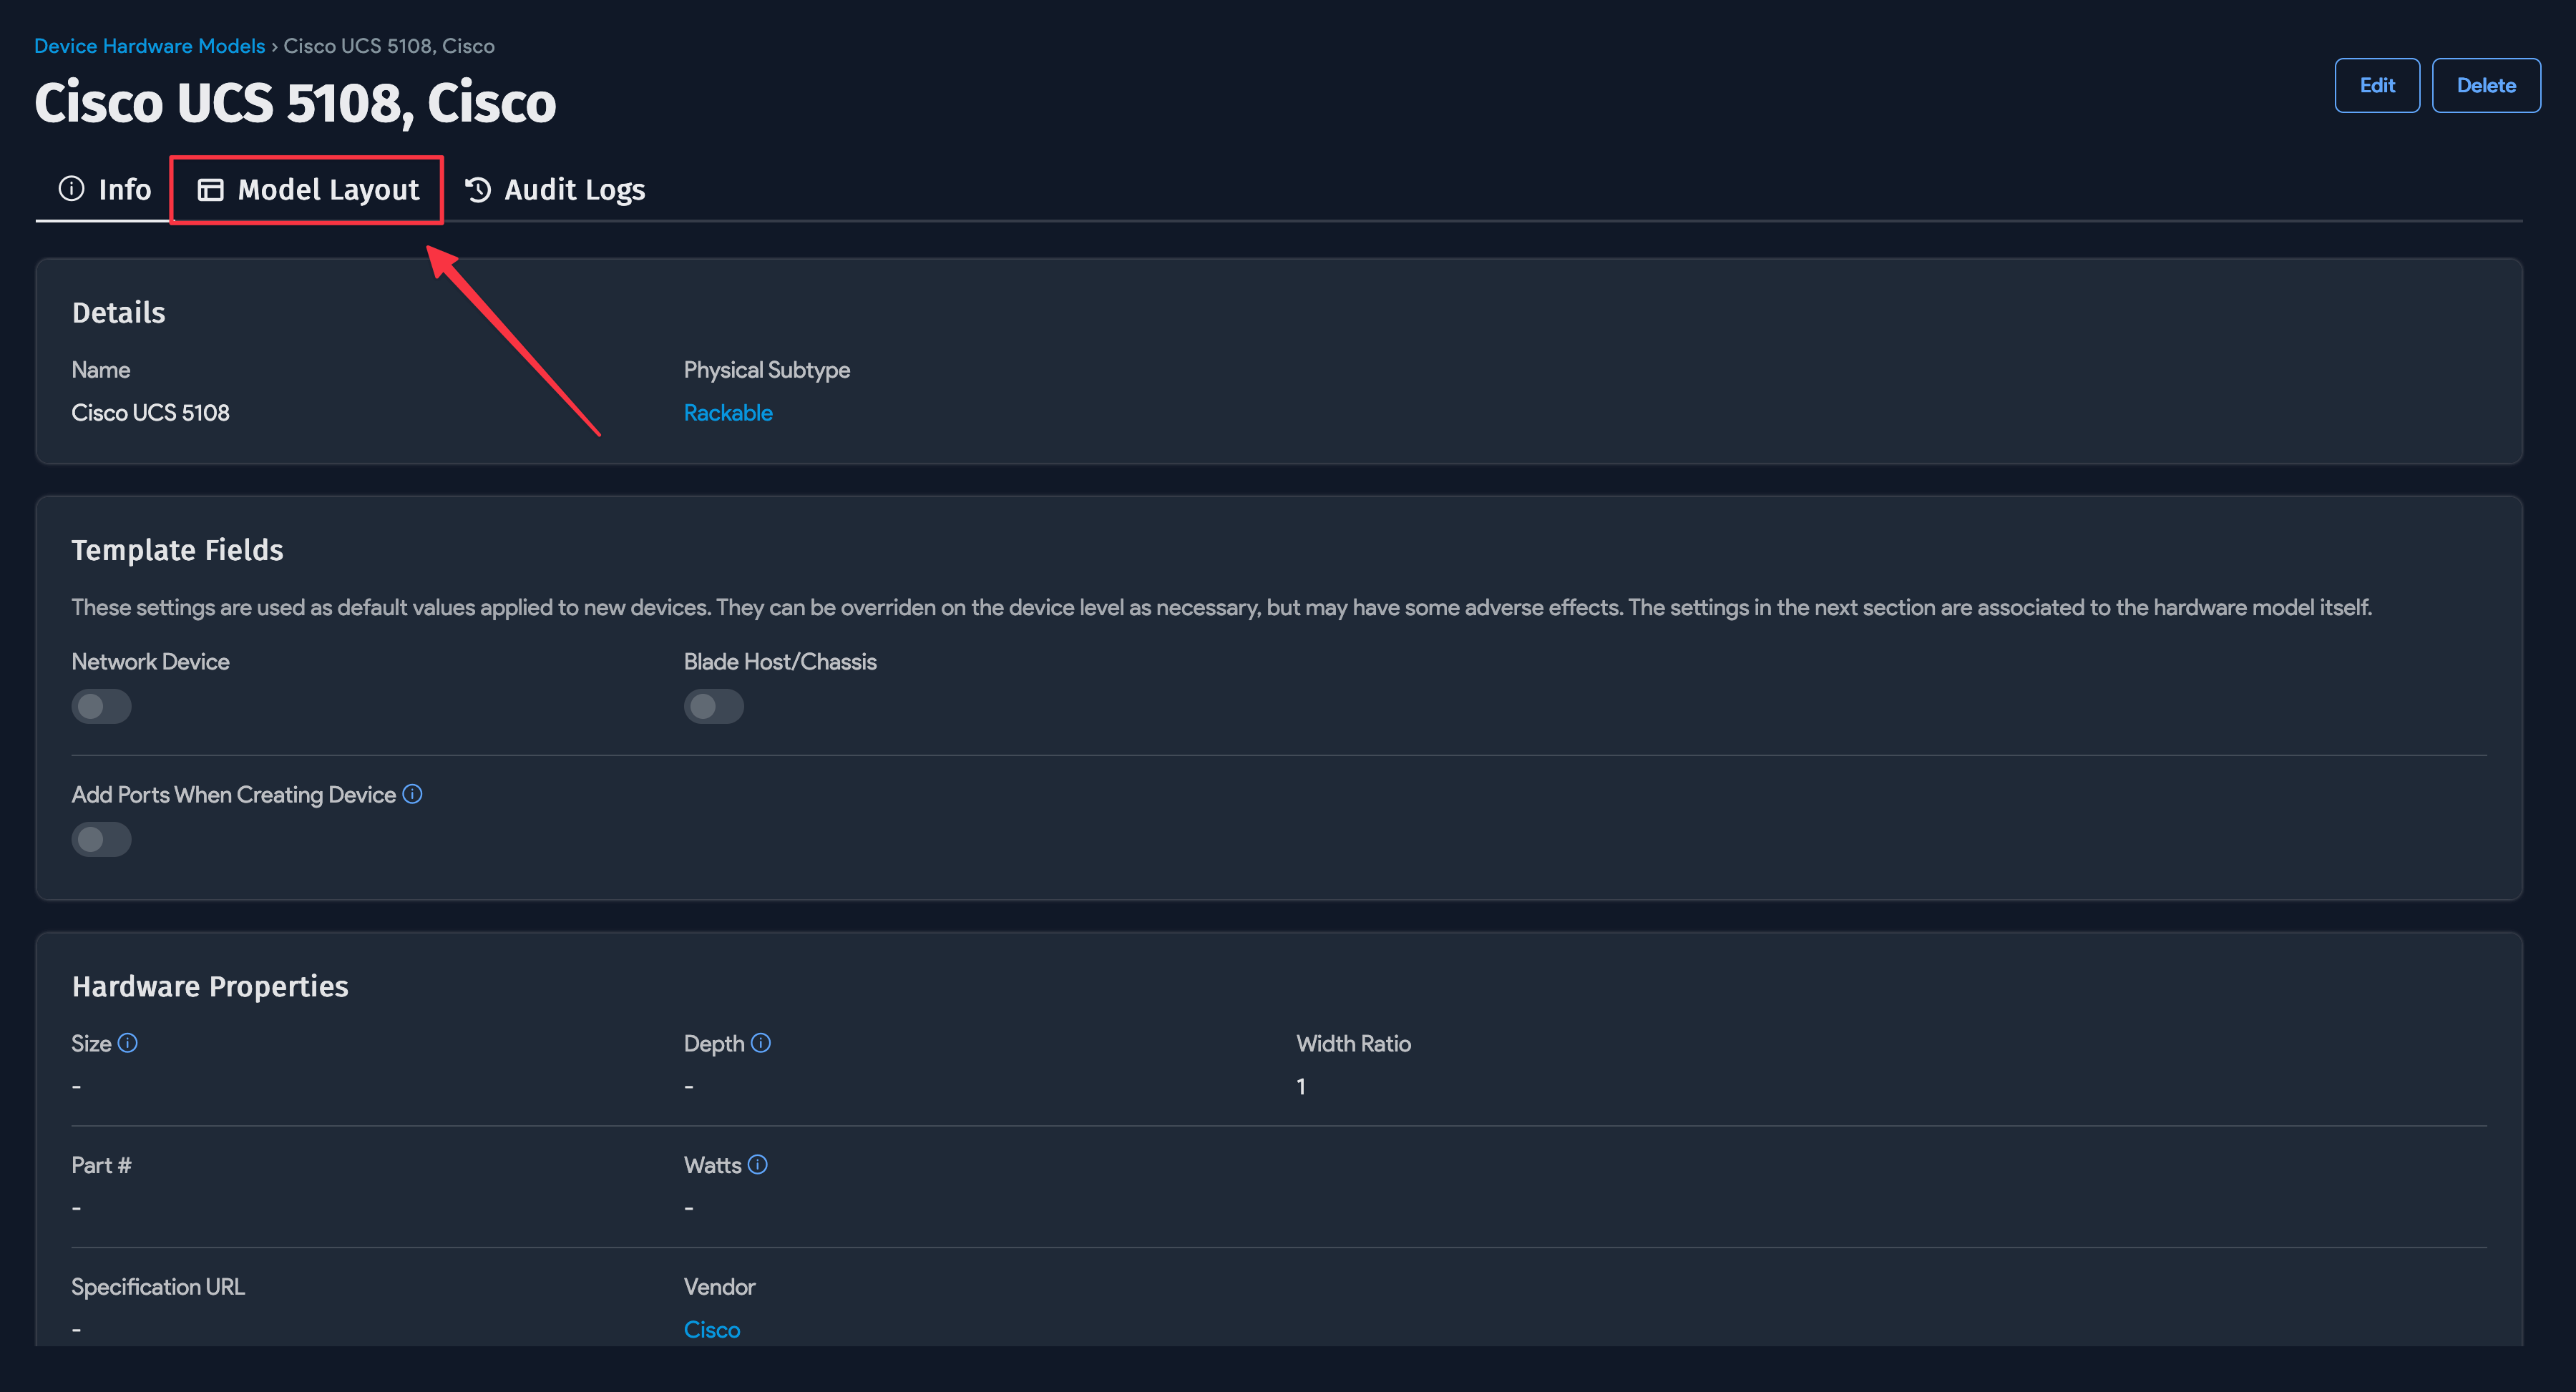 Device Hardware Models › Cisco UCS 5108, Cisco
Cisco UCS 5108, Cisco
Edit
Delete
Info
Model Layout
Audit Logs
Details
Name
Physical Subtype
Cisco UCS 5108
Rackable
Template Fields
These settings are used as default values applied to new devices. They can be overriden on the device level as necessary, but may have some adverse effects. The settings in the next section are associated to the hardware model itself.
Network Device
Blade Host/Chassis
Add Ports When Creating Device
Hardware Properties
Size
Depth
Width Ratio
-
-
1
Part #
Watts
-
-
Specification URL
Vendor
-
Cisco